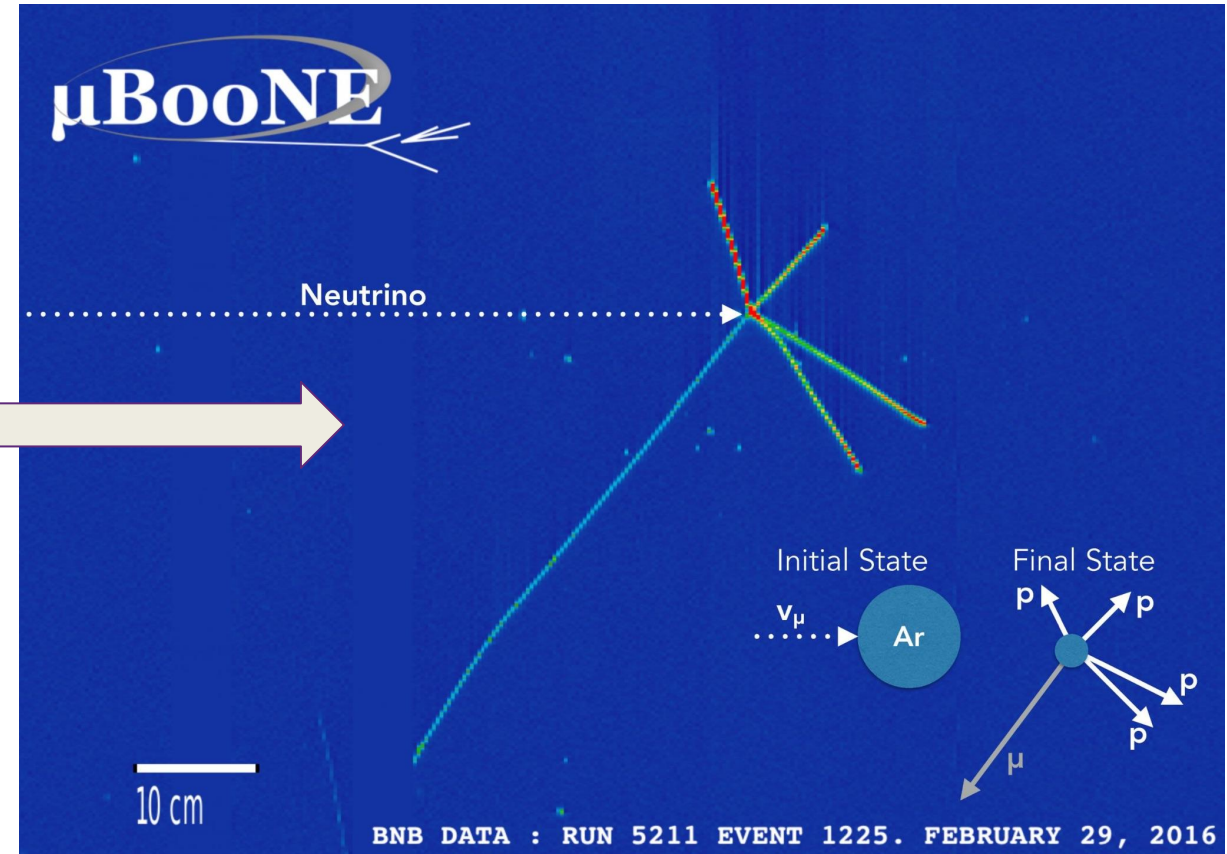 µBooNE
Neutrino
Initial State
Final State
νμ
Ar
p
p
p
p
μ
10 cm
BNB DATA : RUN 5211 EVENT 1225. FEBRUARY 29, 2016